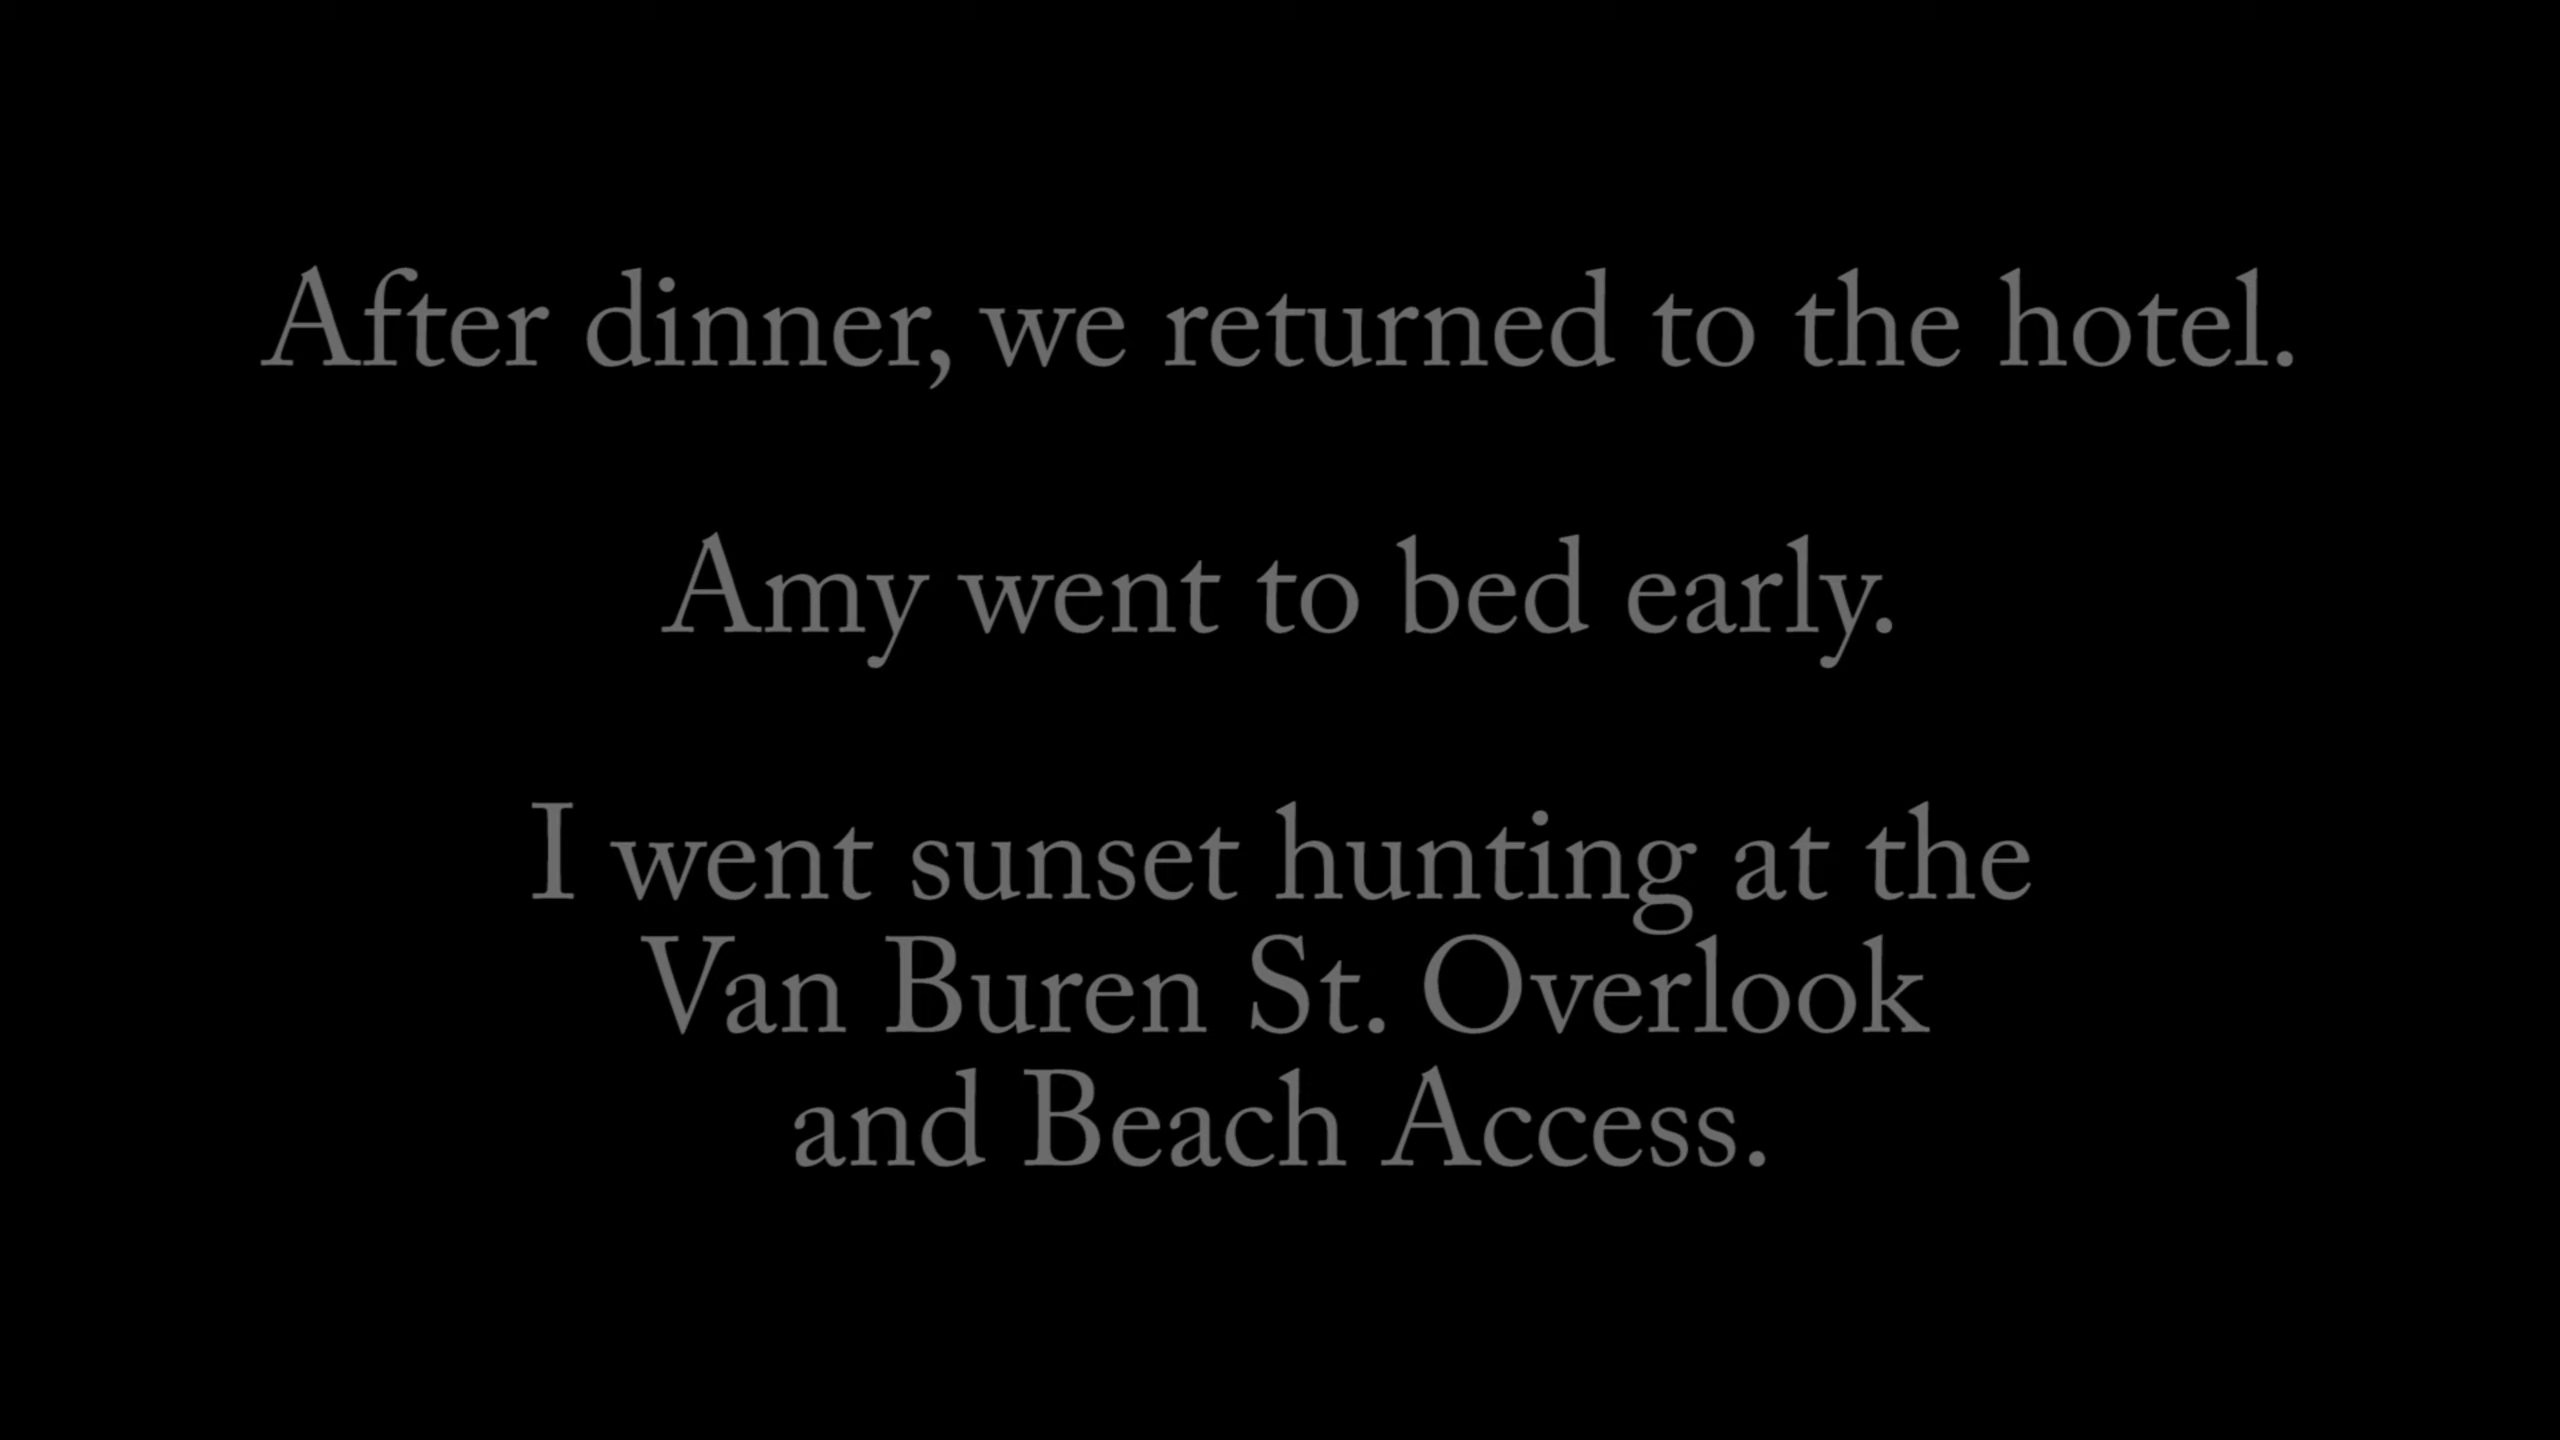 After dinner, we returned to the hotel.
Amy went to bed early.
I went sunset hunting at the
Van Buren St. Overlook
and Beach Access.